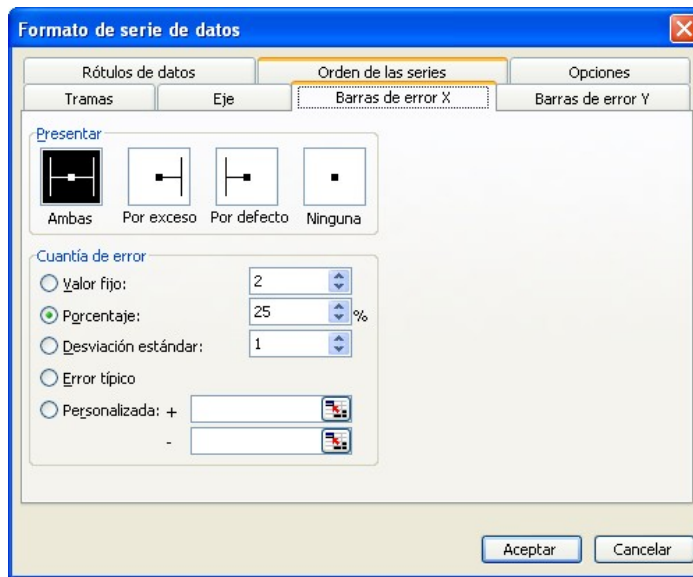 Formato de serie de datos
Rótulos de datos Orden de las series Opciones
Tramas Eje Barras de error X Barras de error Y
Presentar
Ambas Por exceso Por defecto Ninguna
Cuantía de error
Valor fijo: 2
Porcentaje: 25 %
Desviación estándar: 1
Error típico
Personalizada: +
-
Aceptar Cancelar